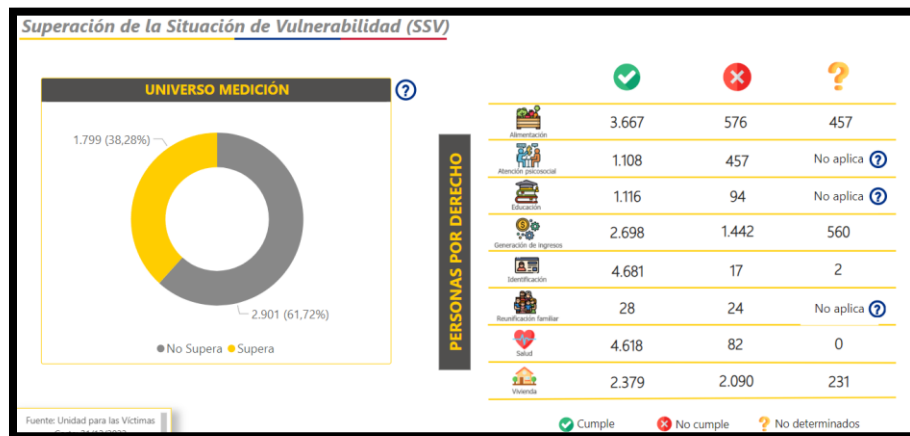 Superación de la Situación de Vulnerabilidad (SSV)
UNIVERSO MEDICIÓN
?
1.799 (38,28%)
2.901 (61,72%)
No Supera Supera
PERSONAS POR DERECHO
?
Alimentación 3.667 576 457
Atención psicosocial 1.108 457 No aplica ?
Educación 1.116 94 No aplica ?
Generación de ingresos 2.698 1.442 560
Identificación 4.681 17 2
Reunificación familiar 28 24 No aplica ?
Salud 4.618 82 0
Vivienda 2.379 2.090 231
Cumple No cumple ? No determinados
Fuente: Unidad para las Víctimas